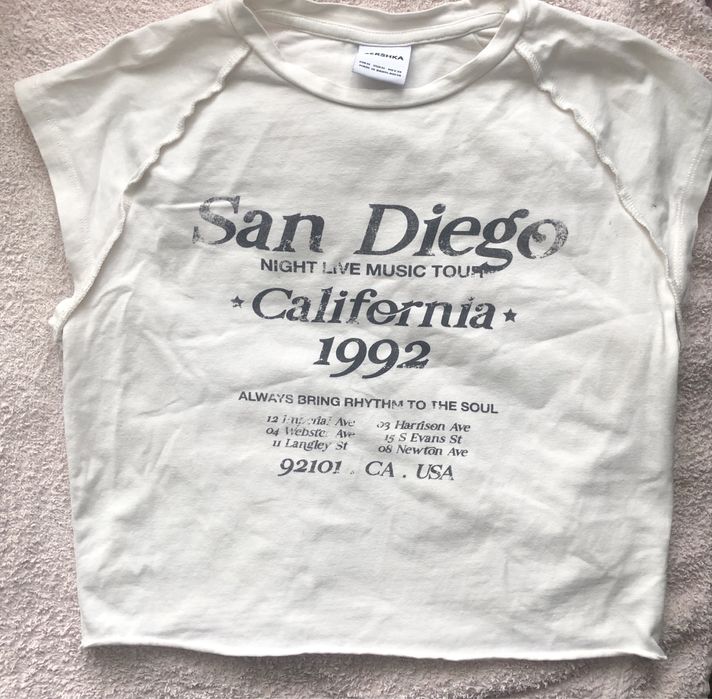 San Diego
NIGHT LIVE MUSIC TOUR
★ California ★
1992
ALWAYS BRING RHYTHM TO THE SOUL
12 Imperial Ave 03 Harrison Ave
04 Webster Ave 15 S Evans St
11 Langley St 08 Newton Ave
92101 . CA . USA